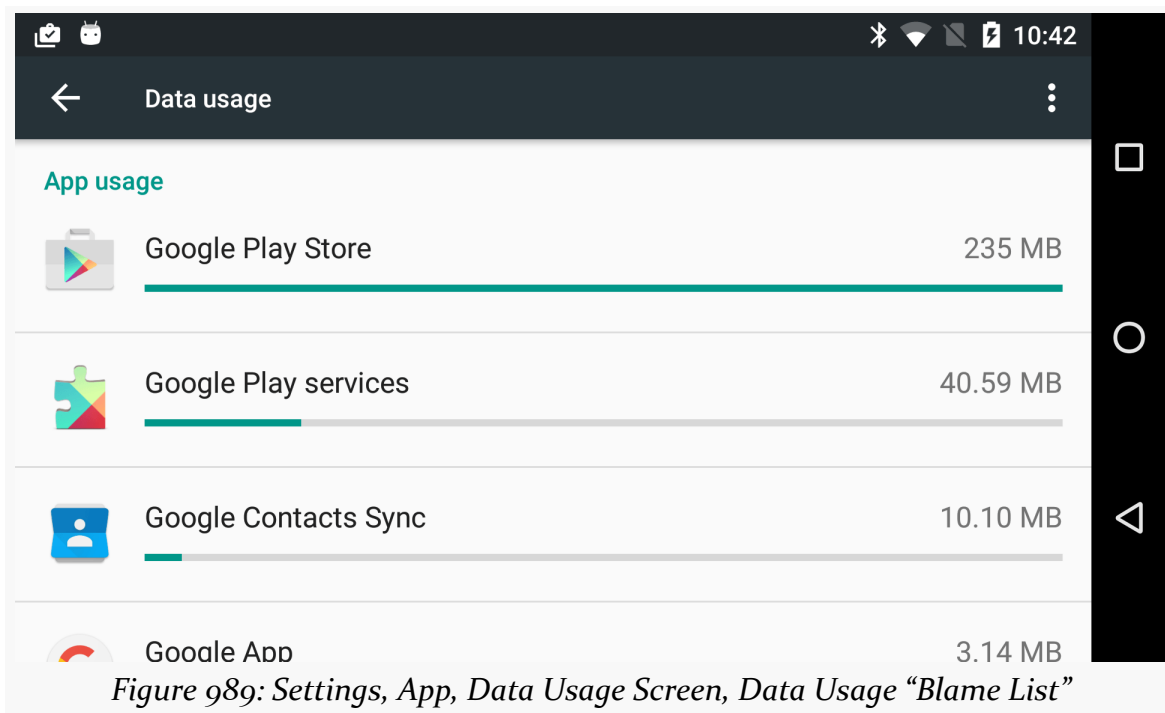 10:42
Data usage
App usage
Google Play Store 235 MB
Google Play services 40.59 MB
Google Contacts Sync 10.10 MB
Google App 3.14 MB
Figure 989: Settings, App, Data Usage Screen, Data Usage “Blame List”